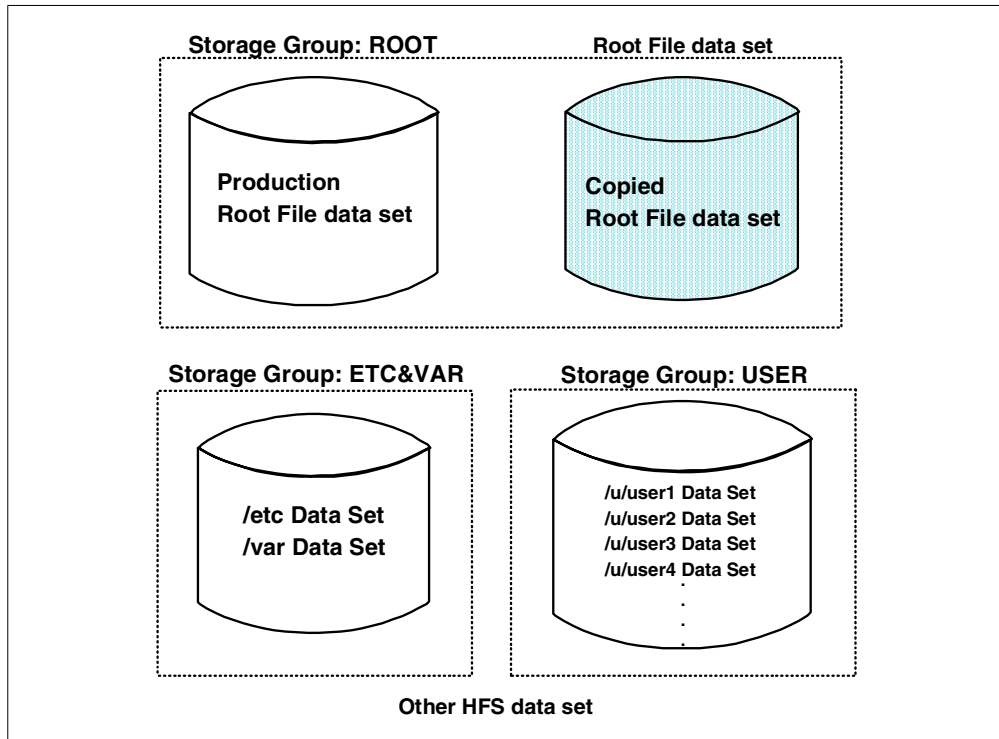 Storage Group: ROOT
Root File data set
Production
Root File data set
Copied
Root File data set
Storage Group: ETC&VAR
Storage Group: USER
/etc Data Set
/var Data Set
/u/user1 Data Set
/u/user2 Data Set
/u/user3 Data Set
/u/user4 Data Set
.
.
.
.
Other HFS data set